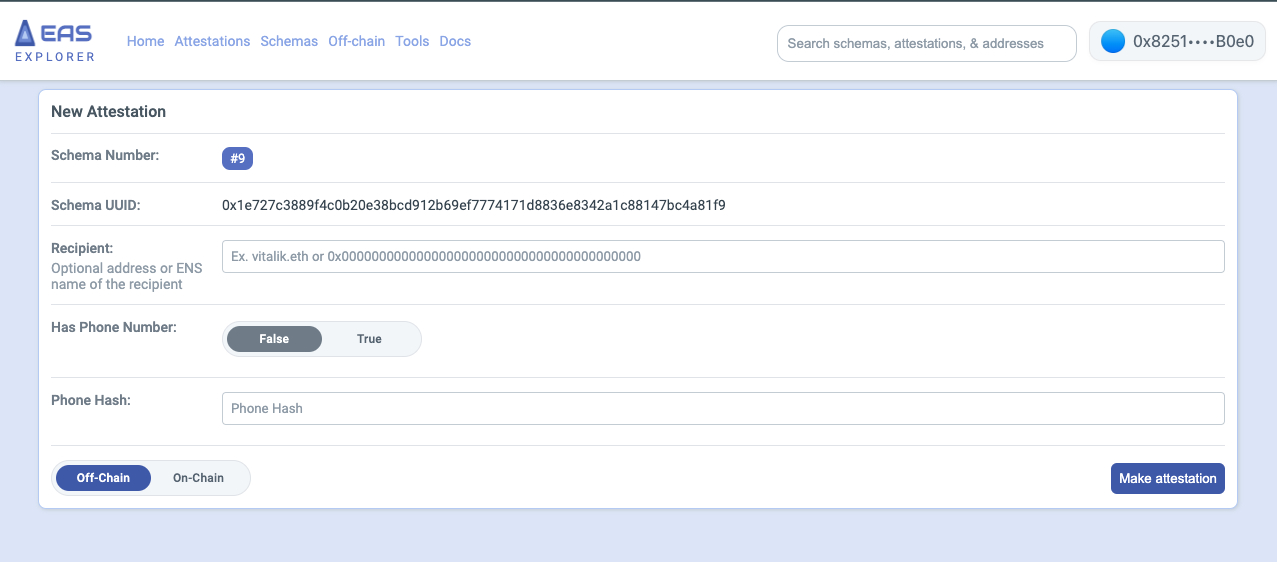 EAS
EXPLORER
Home Attestations Schemas Off-chain Tools Docs
Search schemas, attestations, & addresses
0x8251••••B0e0
New Attestation
Schema Number:
#9
Schema UUID:
0x1e727c3889f4c0b20e38bcd912b69ef7774171d8836e8342a1c88147bc4a81f9
Recipient:
Optional address or ENS
name of the recipient
Ex. vitalik.eth or 0x0000000000000000000000000000000000000000
Has Phone Number:
False True
Phone Hash:
Phone Hash
Off-Chain On-Chain
Make attestation